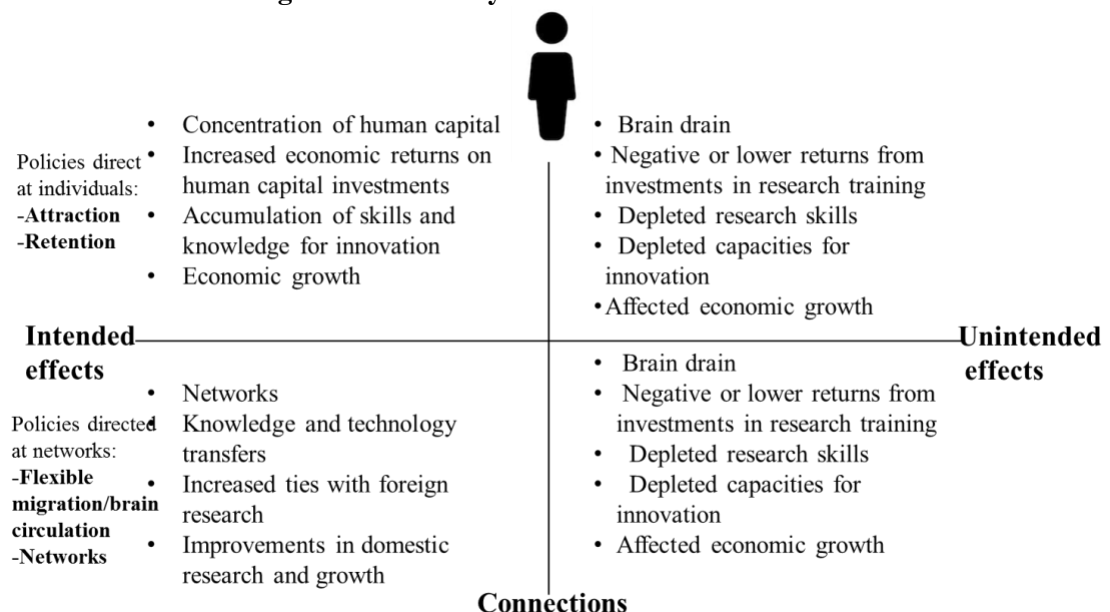 Policies direct
at individuals:
-Attraction
-Retention
• Concentration of human capital
• Increased economic returns on
human capital investments
• Accumulation of skills and
knowledge for innovation
• Economic growth
• Brain drain
• Negative or lower returns from
investments in research training
• Depleted research skills
• Depleted capacities for
innovation
• Affected economic growth
Intended
effects
Unintended
effects
Policies directed
at networks:
-Flexible
migration/brain
circulation
-Networks
• Networks
• Knowledge and technology
transfers
• Increased ties with foreign
research
• Improvements in domestic
research and growth
• Brain drain
• Negative or lower returns from
investments in research training
• Depleted research skills
• Depleted capacities for
innovation
• Affected economic growth
Connections